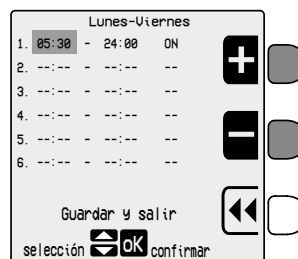 Lunes-Viernes
1. 05:30 - 24:00 ON
2. --:-- - --:-- --
3. --:-- - --:-- --
4. --:-- - --:-- --
5. --:-- - --:-- --
6. --:-- - --:-- --
Guardar y salir
selección OK confirmar